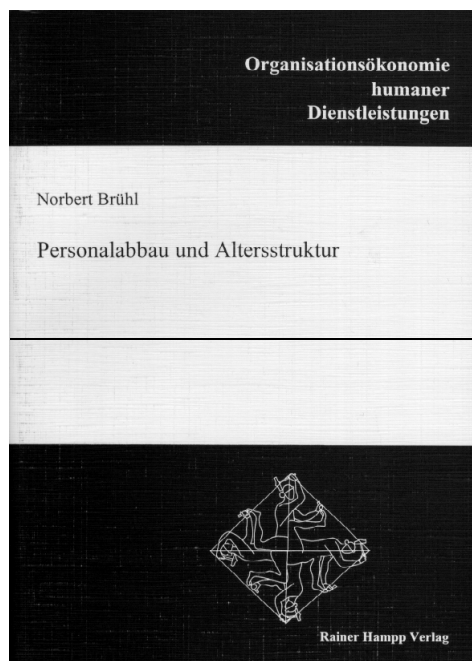 Organisationsökonomie
humaner
Dienstleistungen
Norbert Brühl
Personalabbau und Altersstruktur
Rainer Hampp Verlag